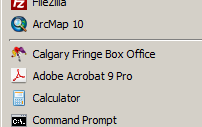 FileZilla
ArcMap 10
Calgary Fringe Box Office
Adobe Acrobat 9 Pro
Calculator
Command Prompt